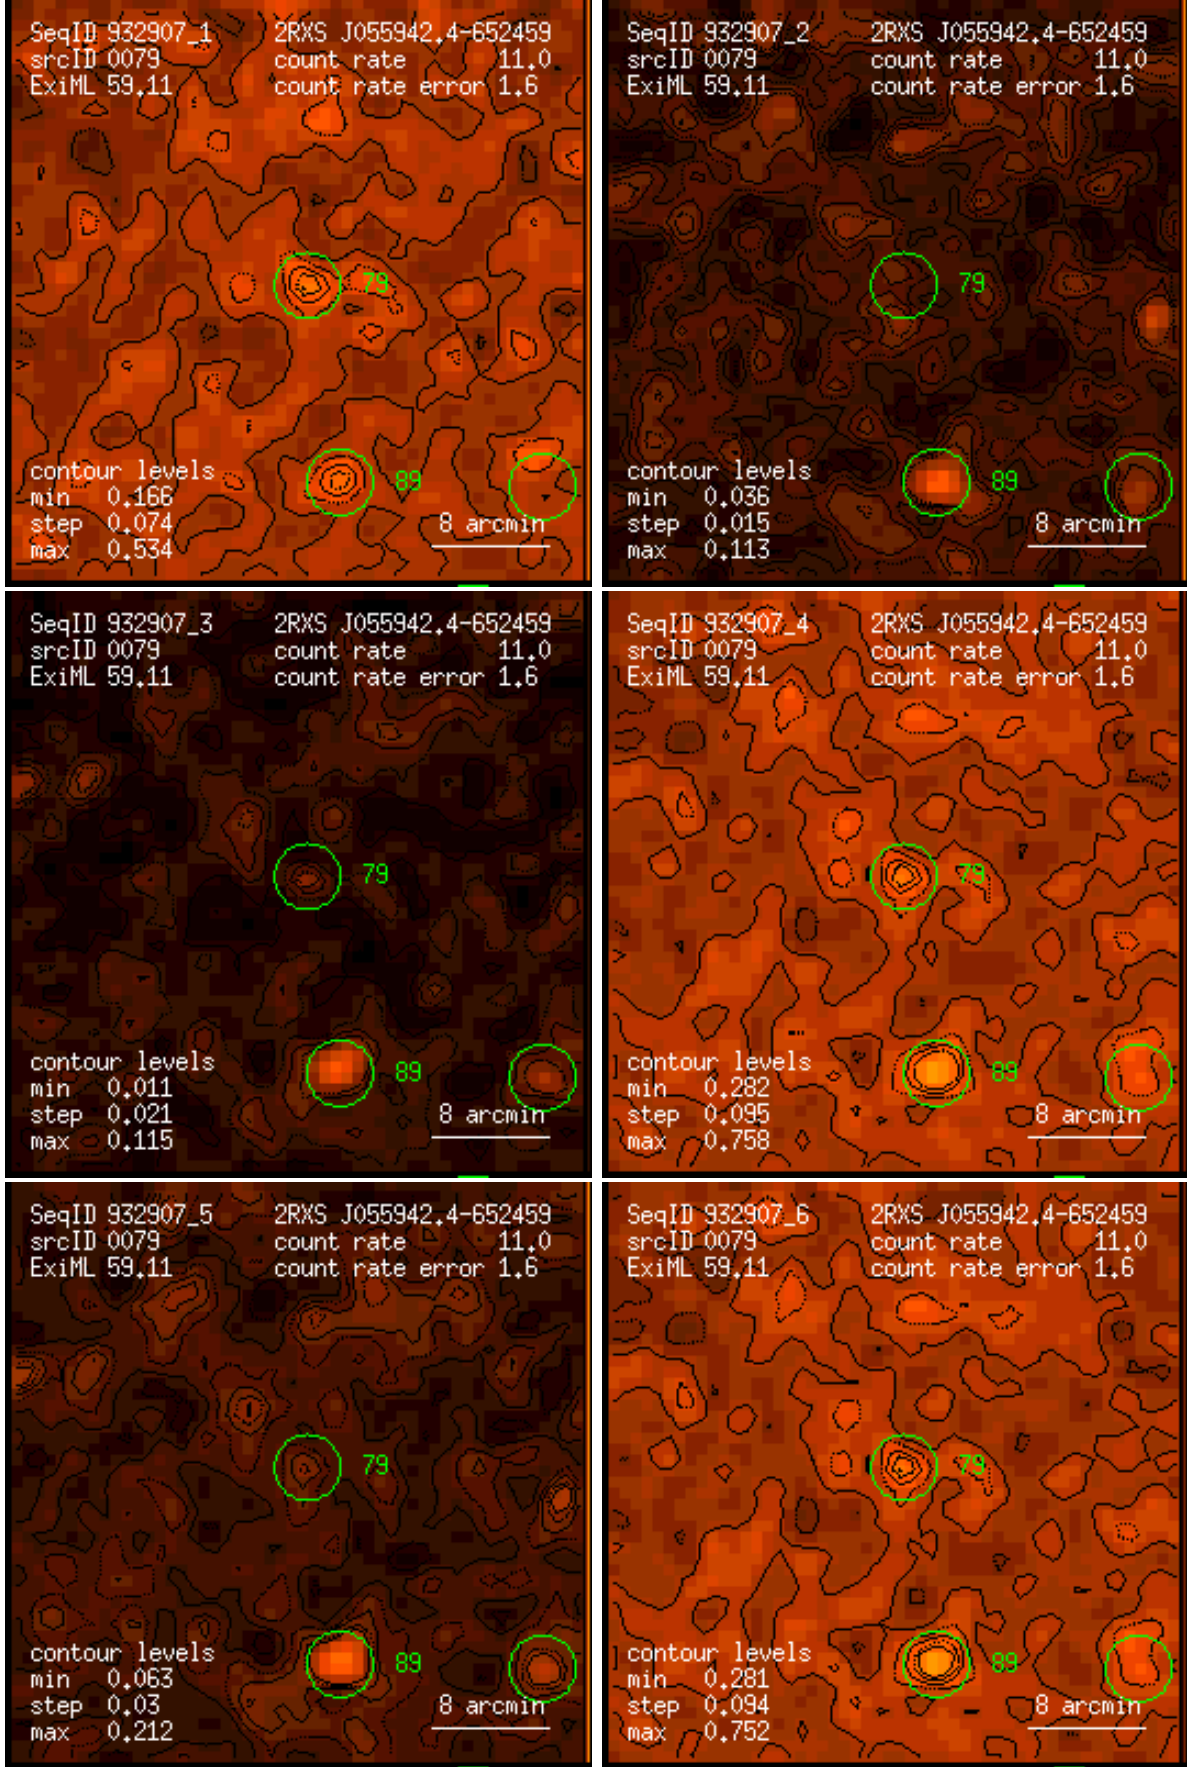 SeqID 932907_1 2RXS J055942.4-652459
srcID 0079 count rate 11.0
ExiML 59.11 count rate error 1.6
79
contour levels
89
min 0.166
step 0.074 8 arcmin
max 0.534
SeqID 932907_2 2RXS J055942.4-652459
srcID 0079 count rate 11.0
ExiML 59.11 count rate error 1.6
79
contour levels
89
min 0.036
step 0.015 8 arcmin
max 0.113
SeqID 932907_3 2RXS J055942.4-652459
srcID 0079 count rate 11.0
ExiML 59.11 count rate error 1.6
79
contour levels
89
min 0.011
step 0.021 8 arcmin
max 0.115
SeqID 932907_4 2RXS J055942.4-652459
srcID 0079 count rate 11.0
ExiML 59.11 count rate error 1.6
79
contour levels
89
min 0.282
step 0.095 8 arcmin
max 0.758
SeqID 932907_5 2RXS J055942.4-652459
srcID 0079 count rate 11.0
ExiML 59.11 count rate error 1.6
79
contour levels
89
min 0.063
step 0.03 8 arcmin
max 0.212
SeqID 932907_6 2RXS J055942.4-652459
srcID 0079 count rate 11.0
ExiML 59.11 count rate error 1.6
79
contour levels
89
min 0.281
step 0.094 8 arcmin
max 0.752